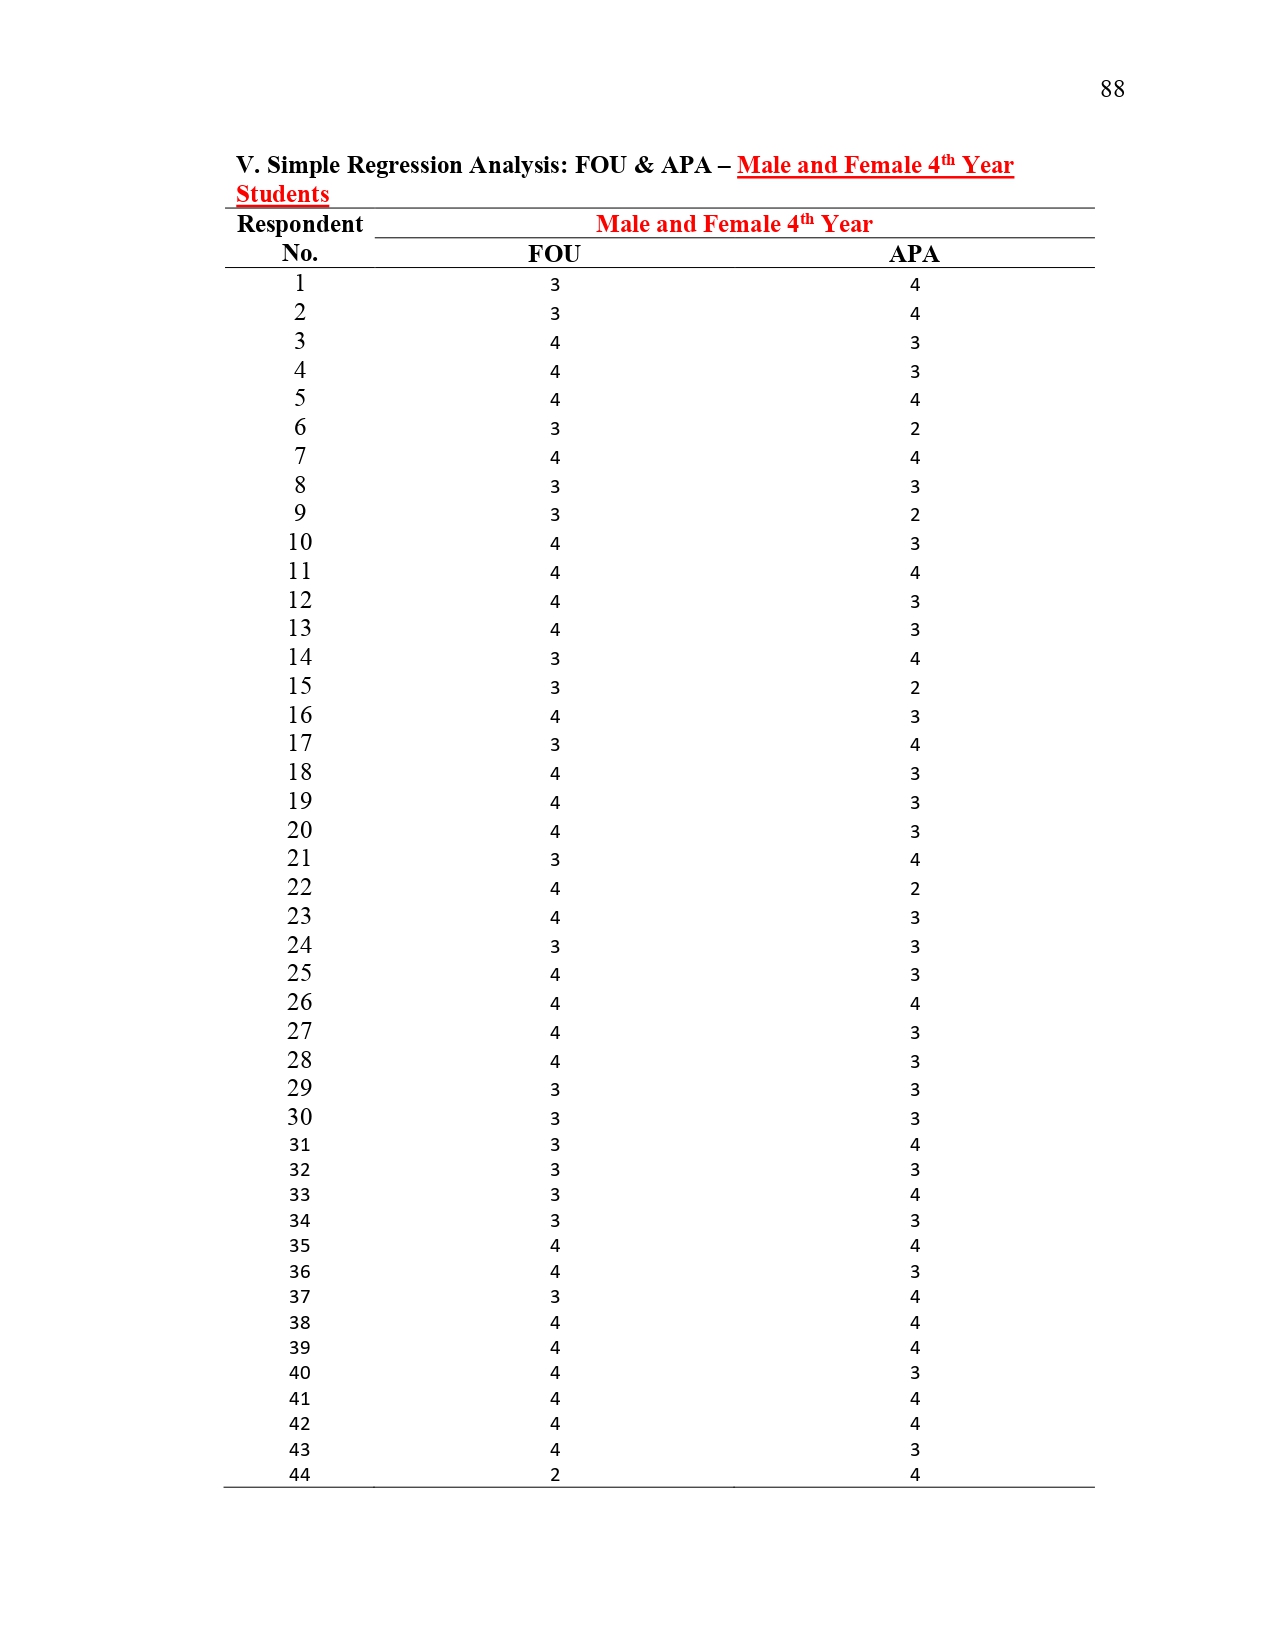 88
V. Simple Regression Analysis: FOU & APA – Male and Female 4th Year
Students
Respondent No. Male and Female 4th Year
FOU APA
1 3 4
2 3 4
3 4 3
4 4 3
5 4 4
6 3 2
7 4 4
8 3 3
9 3 2
10 4 3
11 4 4
12 4 3
13 4 3
14 3 4
15 3 2
16 4 3
17 3 4
18 4 3
19 4 3
20 4 3
21 3 4
22 4 2
23 4 3
24 3 3
25 4 3
26 4 4
27 4 3
28 4 3
29 3 3
30 3 3
31 3 4
32 3 3
33 3 4
34 3 3
35 4 4
36 4 3
37 3 4
38 4 4
39 4 4
40 4 3
41 4 4
42 4 4
43 4 3
44 2 4